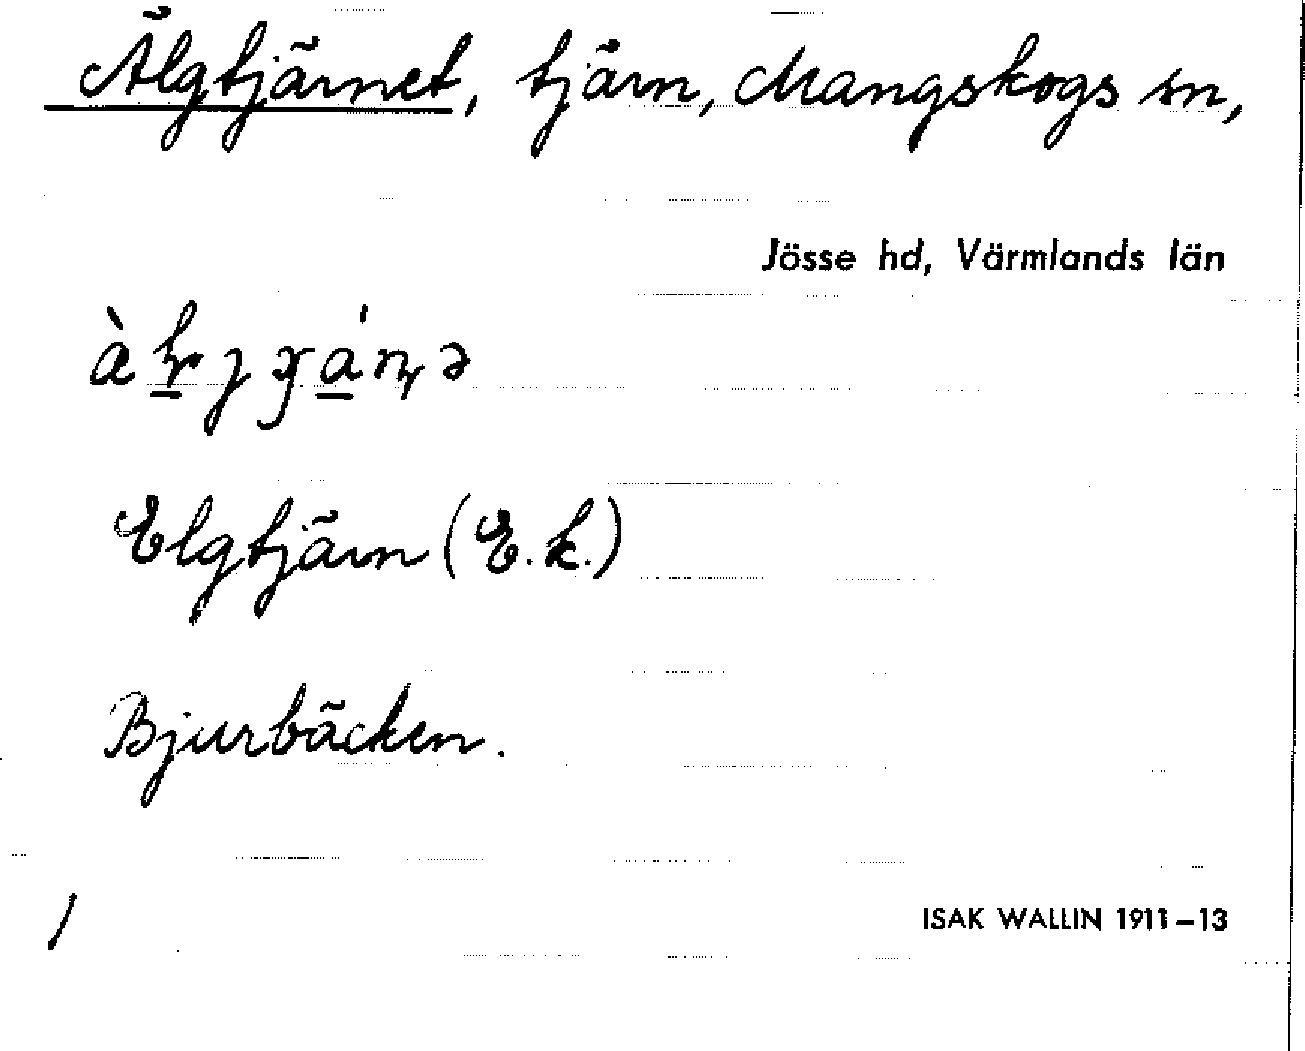 Älgtjärnet, tjärn, Mangskogs sn,
Jösse hd, Värmlands län
Elgtjärn (E.k.)
Bjurbäcken.
/
ISAK WALLIN 1911–13